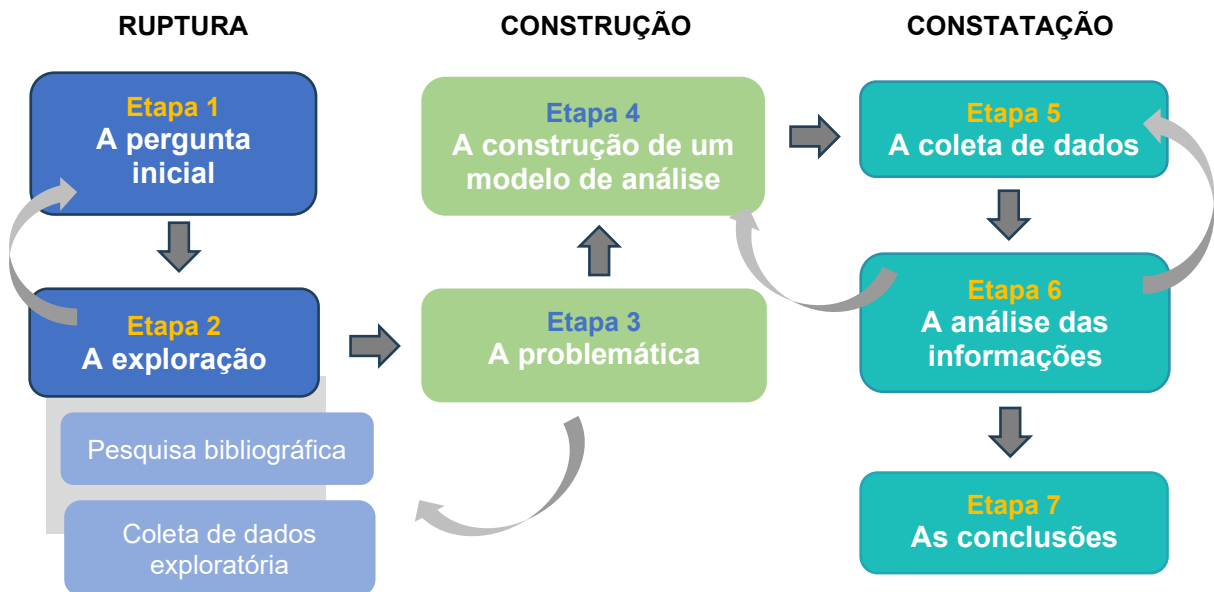 RUPTURA
Etapa 1
A pergunta
inicial
Etapa 2
A exploração
Pesquisa bibliográfica
Coleta de dados
exploratória
CONSTRUÇÃO
Etapa 4
A construção de um
modelo de análise
Etapa 3
A problemática
CONSTATAÇÃO
Etapa 5
A coleta de dados
Etapa 6
A análise das
informações
Etapa 7
As conclusões